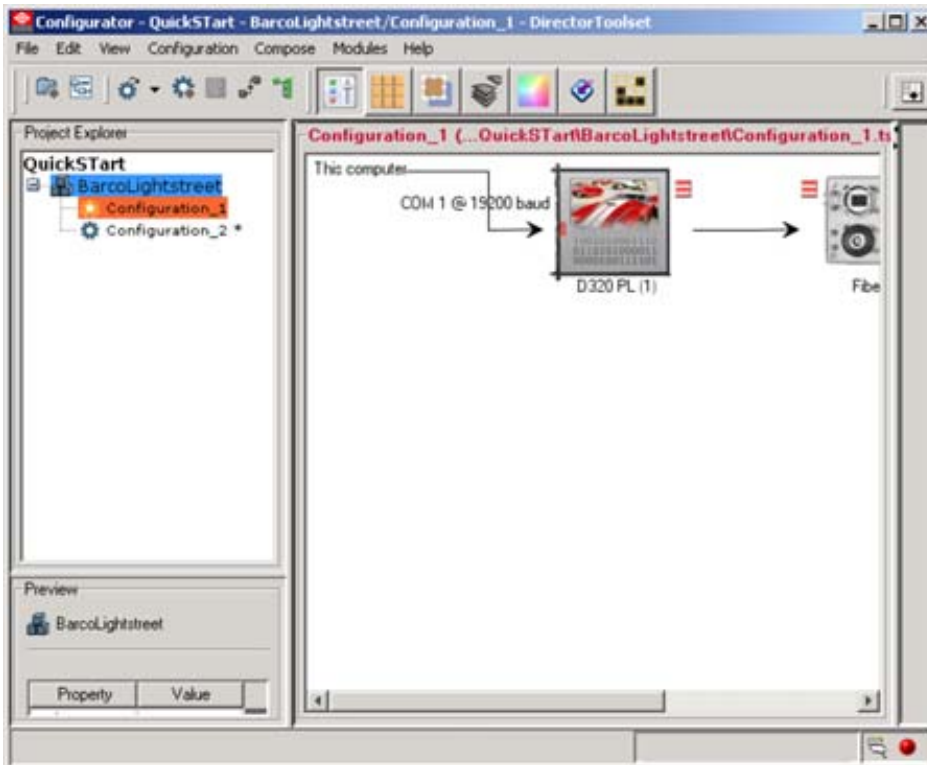 Configurator - QuickSTart - BarcoLightstreet/Configuration_1 - DirectorToolset
File Edit View Configuration Compose Modules Help
Project Explorer
QuickSTart
BarcoLightstreet
Configuration_1
Configuration_2 *
Configuration_1 (...QuickSTart\BarcoLightstreet\Configuration_1.ts
This computer
COM 1 @ 19200 baud
D320 PL (1)
Fibe
Preview
BarcoLightstreet
Property Value